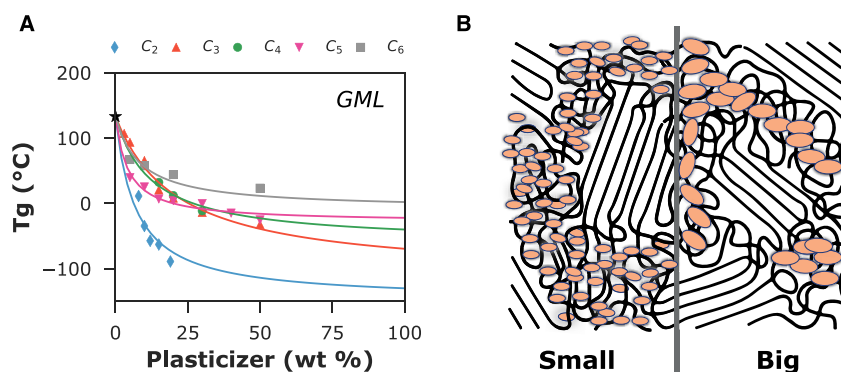 A
C2 C3 C4 C5 C6
GML
200
100
0
−100
Tg (°C)
0 25 50 75 100
Plasticizer (wt %)
B
Small Big